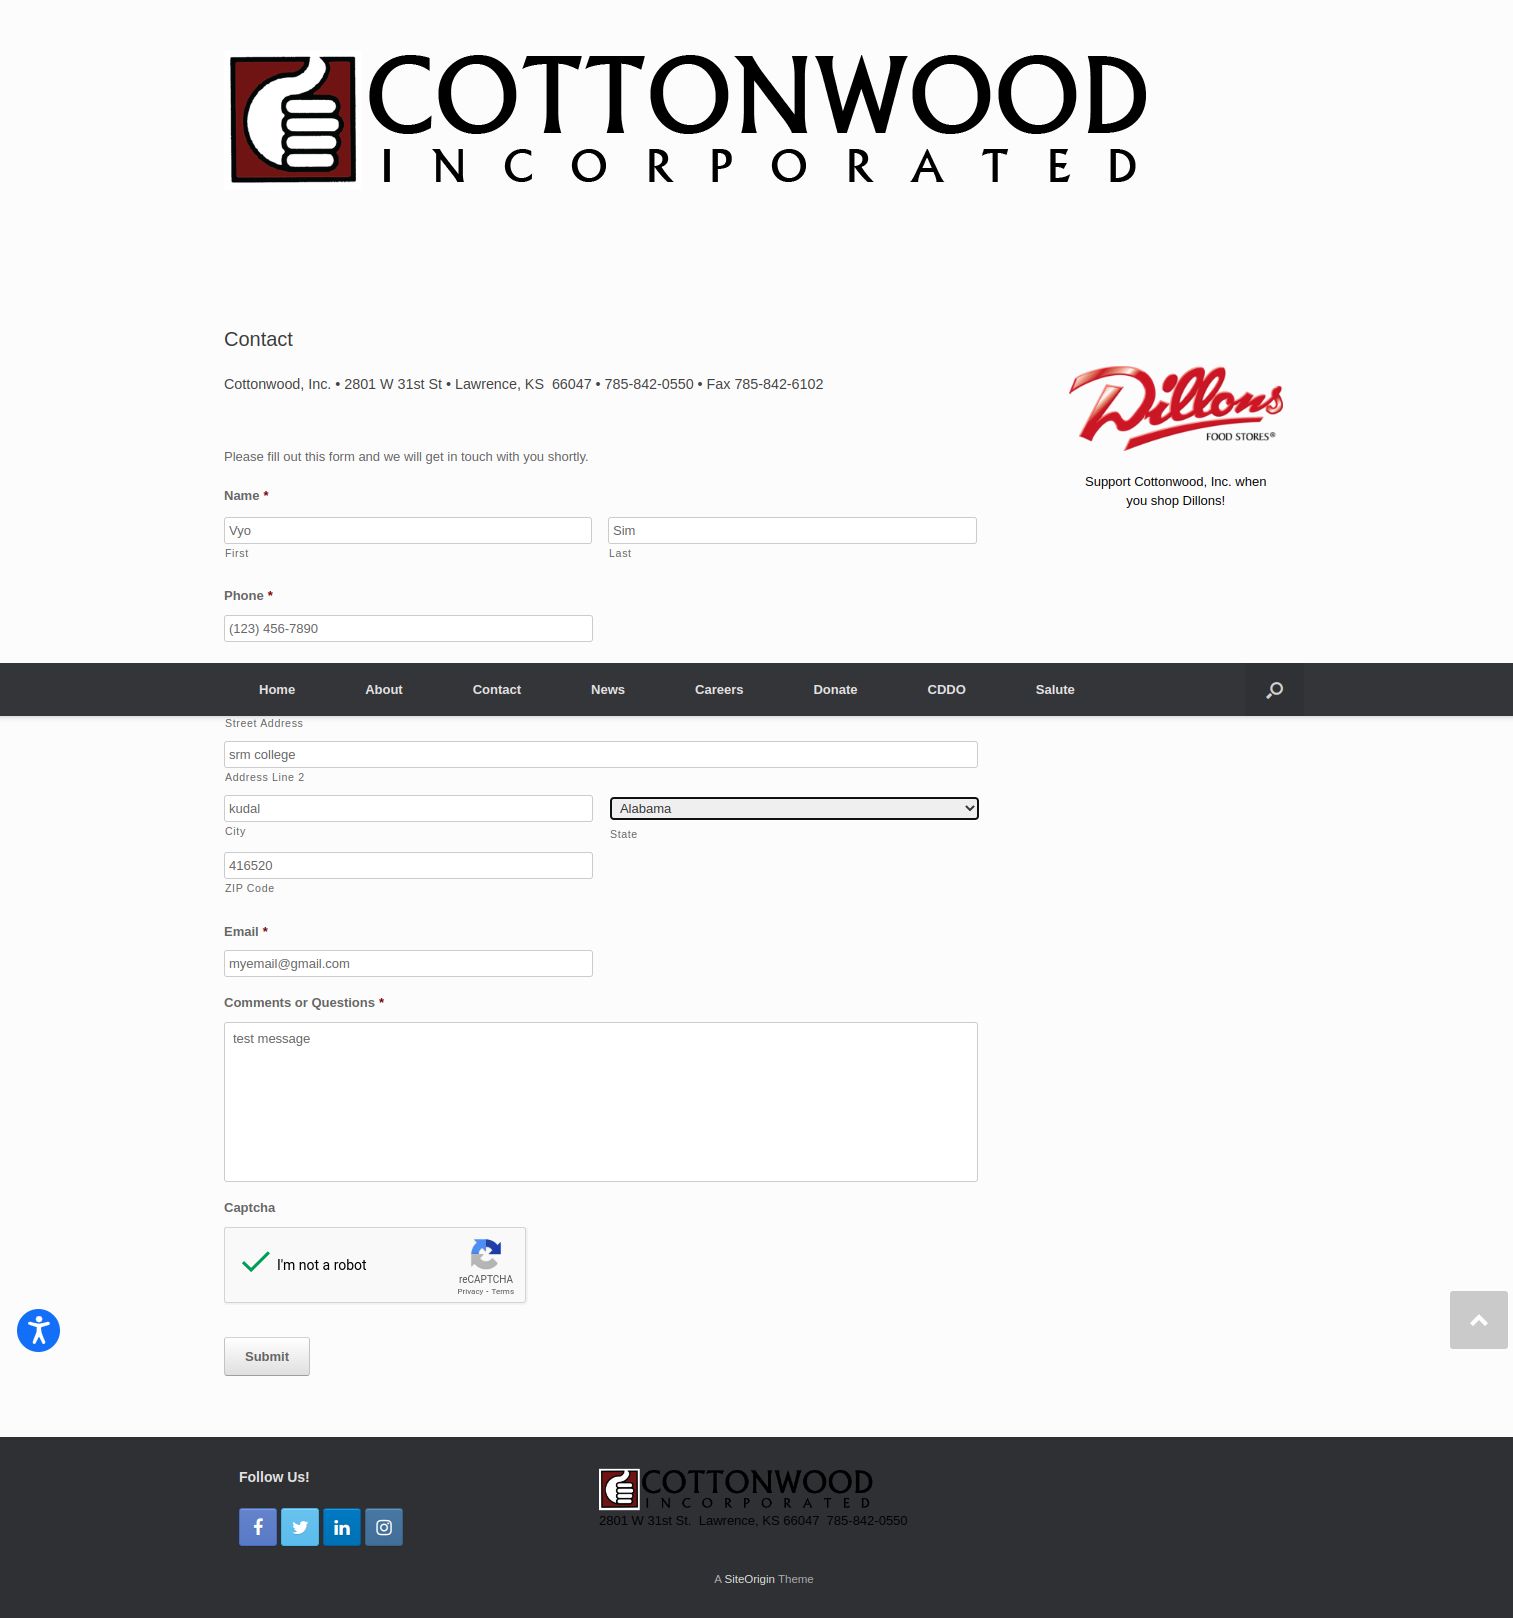 COTTONWOOD
INCORPORATED
Contact
Cottonwood, Inc. • 2801 W 31st St • Lawrence, KS  66047 • 785-842-0550 • Fax 785-842-6102
Dillons
FOOD STORES®
Support Cottonwood, Inc. when
you shop Dillons!
Please fill out this form and we will get in touch with you shortly.
Name *
Vyo Sim
First Last
Phone *
(123) 456-7890
Home About Contact News Careers Donate CDDO Salute
Street Address
srm college
Address Line 2
kudal Alabama
City State
416520
ZIP Code
Email *
myemail@gmail.com
Comments or Questions *
test message
Captcha
I'm not a robot
reCAPTCHA
Privacy - Terms
Submit
Follow Us!
COTTONWOOD
INCORPORATED
2801 W 31st St.  Lawrence, KS 66047  785-842-0550
A SiteOrigin Theme